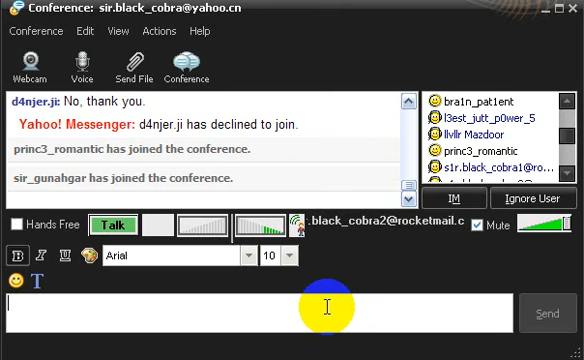 Conference: sir.black_cobra@yahoo.cn
Conference Edit View Actions Help
Webcam Voice Send File Conference
d4njer.ji: No, thank you.
Yahoo! Messenger: d4njer.ji has declined to join.
princ3_romantic has joined the conference.
sir_gunahgar has joined the conference.
bra1n_pat1ent
l3est_jutt_p0wer_5
llvllr Mazdoor
princ3_romantic
s1r.black_cobra1@ro...
IM Ignore User
Hands Free Talk .black_cobra2@rocketmail.c Mute
B I U Arial 10
T
Send